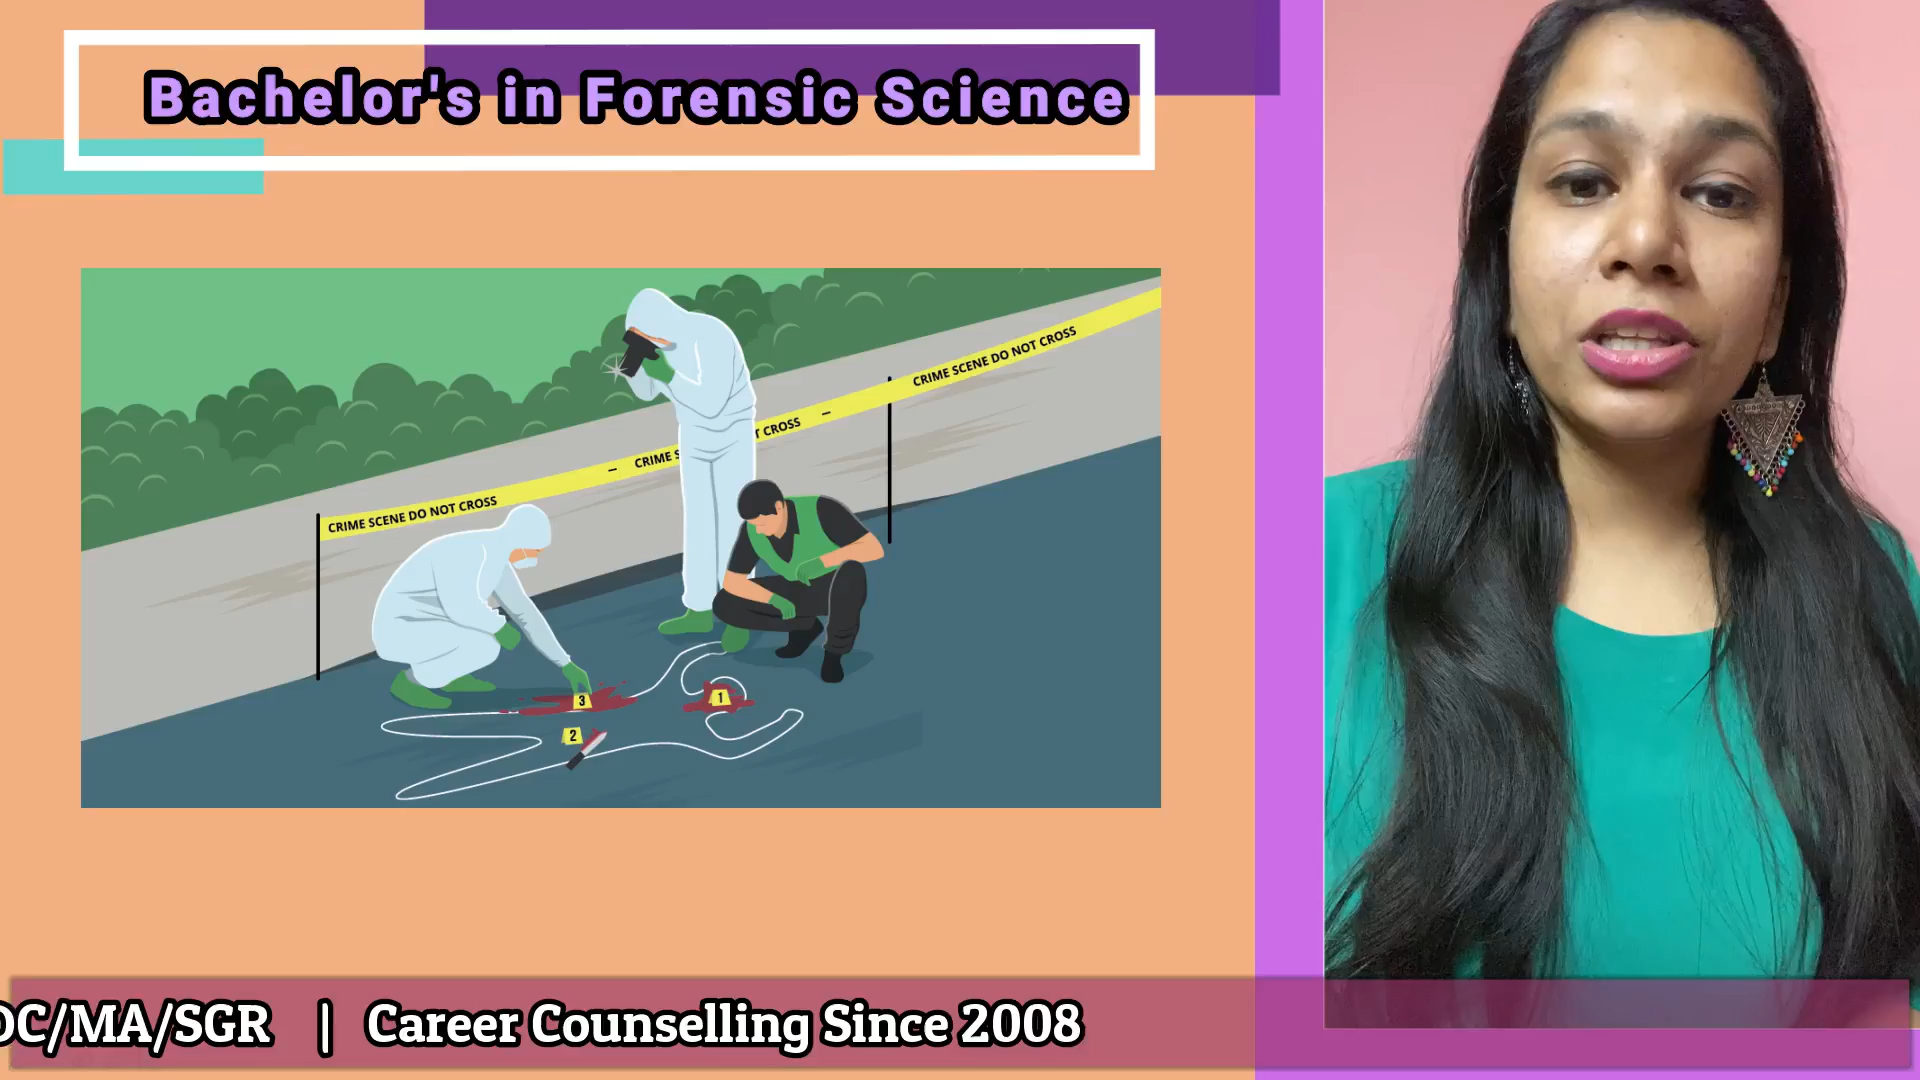 Bachelor's in Forensic Science
CRIME SCENE DO NOT CROSS
T CROSS
CRIME S
CRIME SCENE DO NOT CROSS
3
1
2
DC/MA/SGR | Career Counselling Since 2008